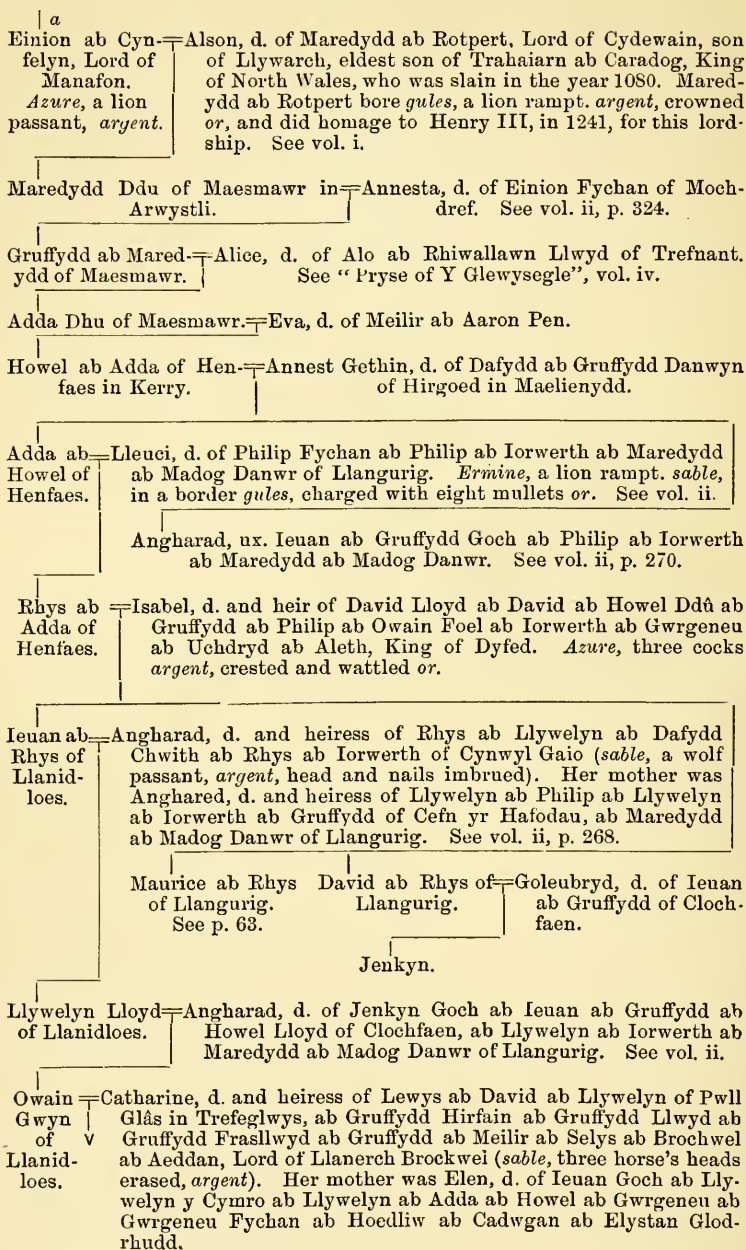 a
Einion ab Cyn-=Alson, d. of Maredydd ab Rotpert, Lord of Cydewain, son
felyn, Lord of of Llywarch, eldest son of Trahaiarn ab Caradog, King
Manafon. of North Wales, who was slain in the year 1080. Mared-
Azure, a lion ydd ab Rotpert bore gules, a lion rampt. argent, crowned
passant, argent. or, and did homage to Henry III, in 1241, for this lord-
ship. See vol. i.
Maredydd Ddu of Maesmawr in=Annesta, d. of Einion Fychan of Moch-
Arwystli. dref. See vol. ii, p. 324.
Gruffydd ab Mared-=Alice, d. of Alo ab Rhiwallawn Llwyd of Trefnant.
ydd of Maesmawr. See "Pryse of Y Glewysegle", vol. iv.
Adda Dhu of Maesmawr.=Eva, d. of Meilir ab Aaron Pen.
Howel ab Adda of Hen-=Annest Gethin, d. of Dafydd ab Gruffydd Danwyn
faes in Kerry. of Hirgoed in Maelienydd.
Adda ab=Lleuci, d. of Philip Fychan ab Philip ab Iorwerth ab Maredydd
Howel of ab Madog Danwr of Llangurig. Ermine, a lion rampt. sable,
Henfaes. in a border gules, charged with eight mullets or. See vol. ii.
Angharad, ux. Ieuan ab Gruffydd Goch ab Philip ab Iorwerth
ab Maredydd ab Madog Danwr. See vol. ii, p. 270.
Rhys ab =Isabel, d. and heir of David Lloyd ab David ab Howel Ddû ab
Adda of Gruffydd ab Philip ab Owain Foel ab Iorwerth ab Gwrgeneu
Henfaes. ab Uchdryd ab Aleth, King of Dyfed. Azure, three cocks
argent, crested and wattled or.
Ieuan ab=Angharad, d. and heiress of Rhys ab Llywelyn ab Dafydd
Rhys of Chwith ab Rhys ab Iorwerth of Cynwyl Gaio (sable, a wolf
Llanid- passant, argent, head and nails imbrued). Her mother was
loes. Anghared, d. and heiress of Llywelyn ab Philip ab Llywelyn
ab Iorwerth ab Gruffydd of Cefn yr Hafodau, ab Maredydd
ab Madog Danwr of Llangurig. See vol. ii, p. 268.
Maurice ab Rhys David ab Rhys of=Goleubryd, d. of Ieuan
of Llangurig. Llangurig. ab Gruffydd of Cloch-
See p. 63. faen.
Jenkyn.
Llywelyn Lloyd=Angharad, d. of Jenkyn Goch ab Ieuan ab Gruffydd ab
of Llanidloes. Howel Lloyd of Clochfaen, ab Llywelyn ab Iorwerth ab
Maredydd ab Madog Danwr of Llangurig. See vol. ii.
Owain =Catharine, d. and heiress of Lewys ab David ab Llywelyn of Pwll
Gwyn Glâs in Trefeglwys, ab Gruffydd Hirfain ab Gruffydd Llwyd ab
of v Gruffydd Frasllwyd ab Gruffydd ab Meilir ab Selys ab Brochwel
Llanid- ab Aeddan, Lord of Llanerch Brockwel (sable, three horse's heads
loes. erased, argent). Her mother was Elen, d. of Ieuan Goch ab Lly-
welyn y Cymro ab Llywelyn ab Adda ab Howel ab Gwrgeneu ab
Gwrgeneu Fychan ab Hoedliw ab Cadwgan ab Elystan Glod-
rhudd.